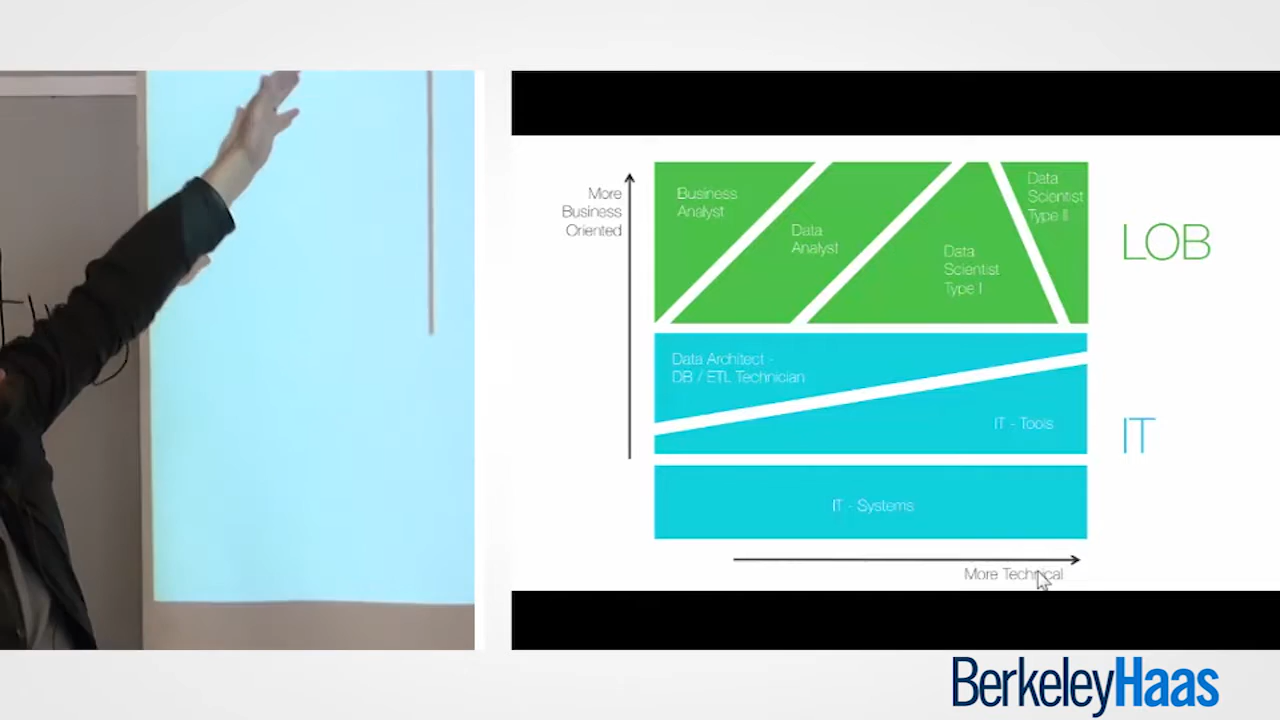 More
Business
Oriented
Business
Analyst
Data
Analyst
Data
Scientist
Type I
Data
Scientist
Type II
LOB
Data Architect -
DB / ETL Technician
IT - Tools
IT
IT - Systems
More Technical
BerkeleyHaas